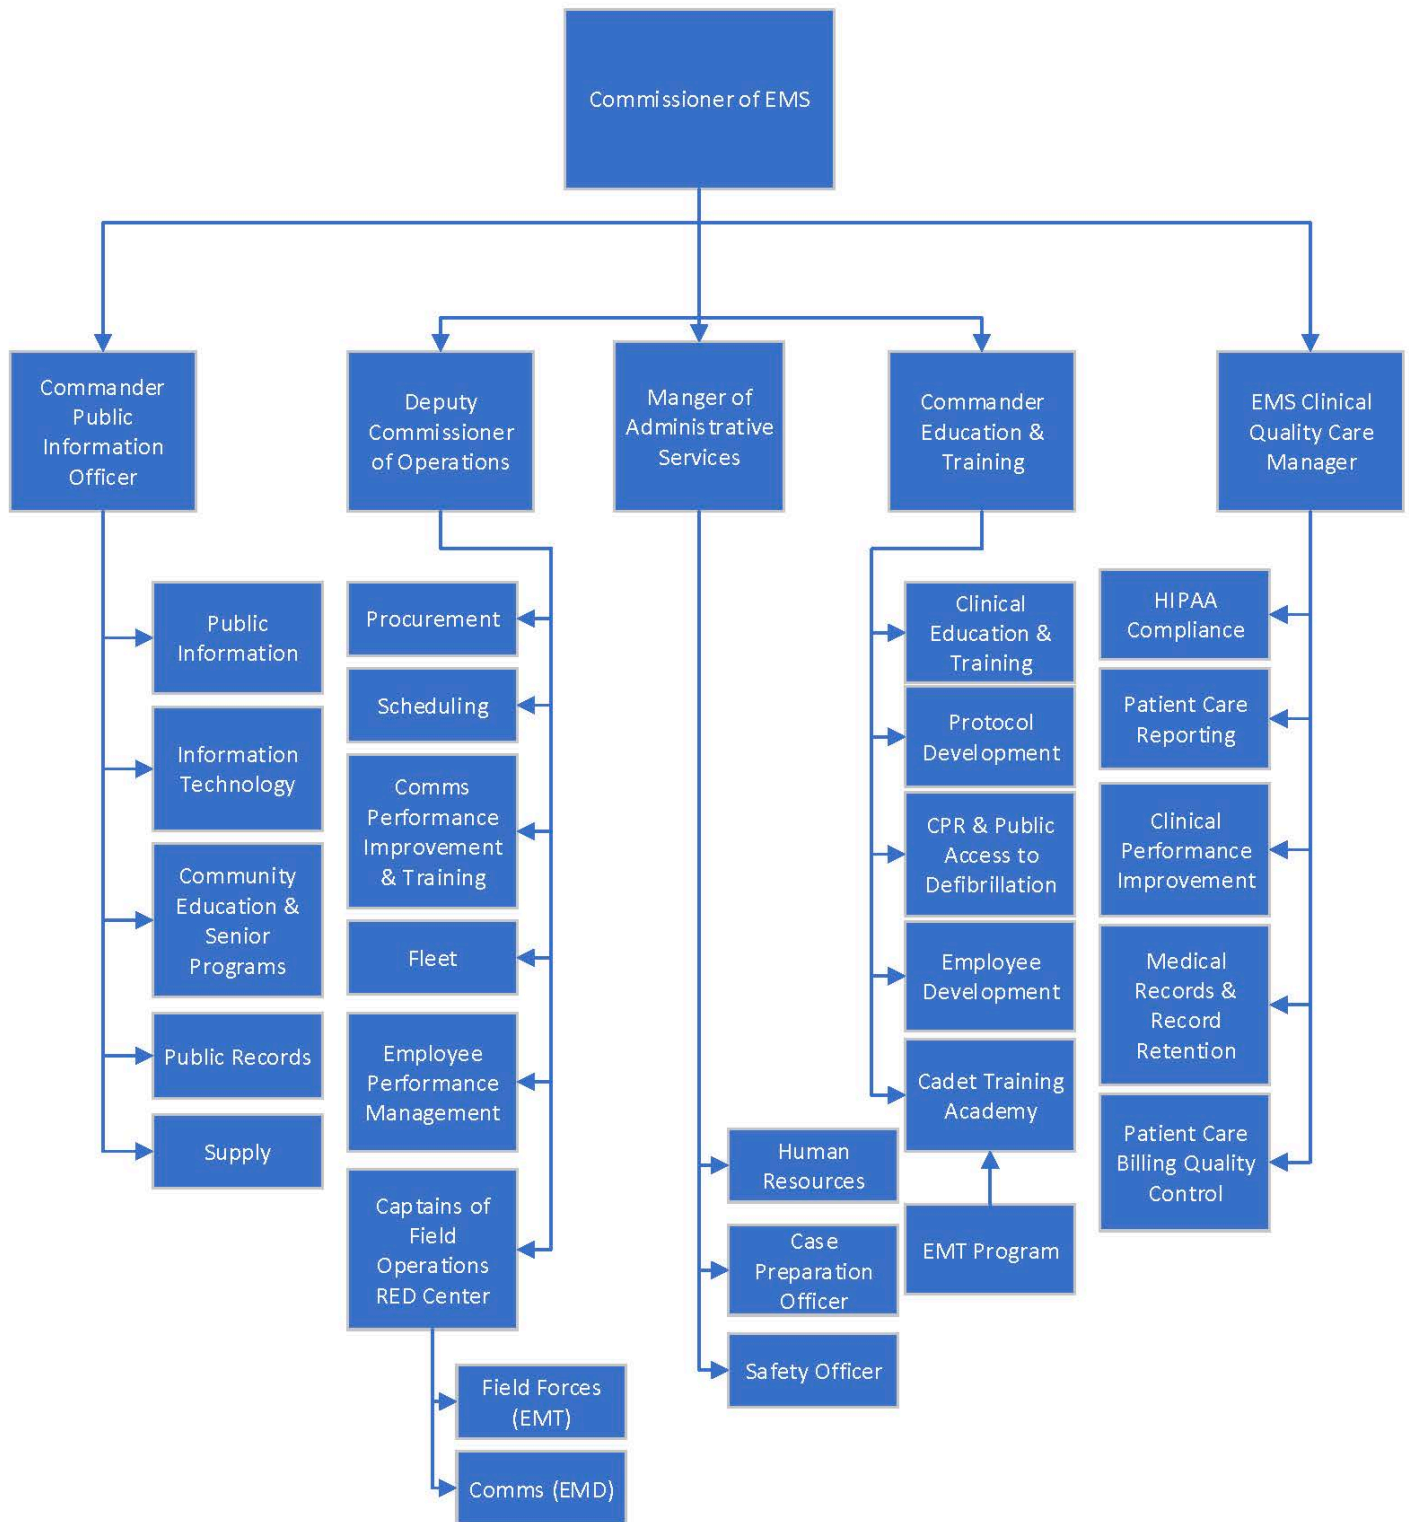 Commissioner of EMS
Commander
Public
Information
Officer
Deputy
Commissioner
of Operations
Manger of
Administrative
Services
Commander
Education &
Training
EMS Clinical
Quality Care
Manager
Public
Information
Information
Technology
Community
Education &
Senior
Programs
Public Records
Supply
Procurement
Scheduling
Comms
Performance
Improvement
& Training
Fleet
Employee
Performance
Management
Captains of
Field
Operations
RED Center
Field Forces
(EMT)
Comms (EMD)
Human
Resources
Case
Preparation
Officer
Safety Officer
Clinical
Education &
Training
Protocol
Development
CPR & Public
Access to
Defibrillation
Employee
Development
Cadet Training
Academy
EMT Program
HIPAA
Compliance
Patient Care
Reporting
Clinical
Performance
Improvement
Medical
Records &
Record
Retention
Patient Care
Billing Quality
Control